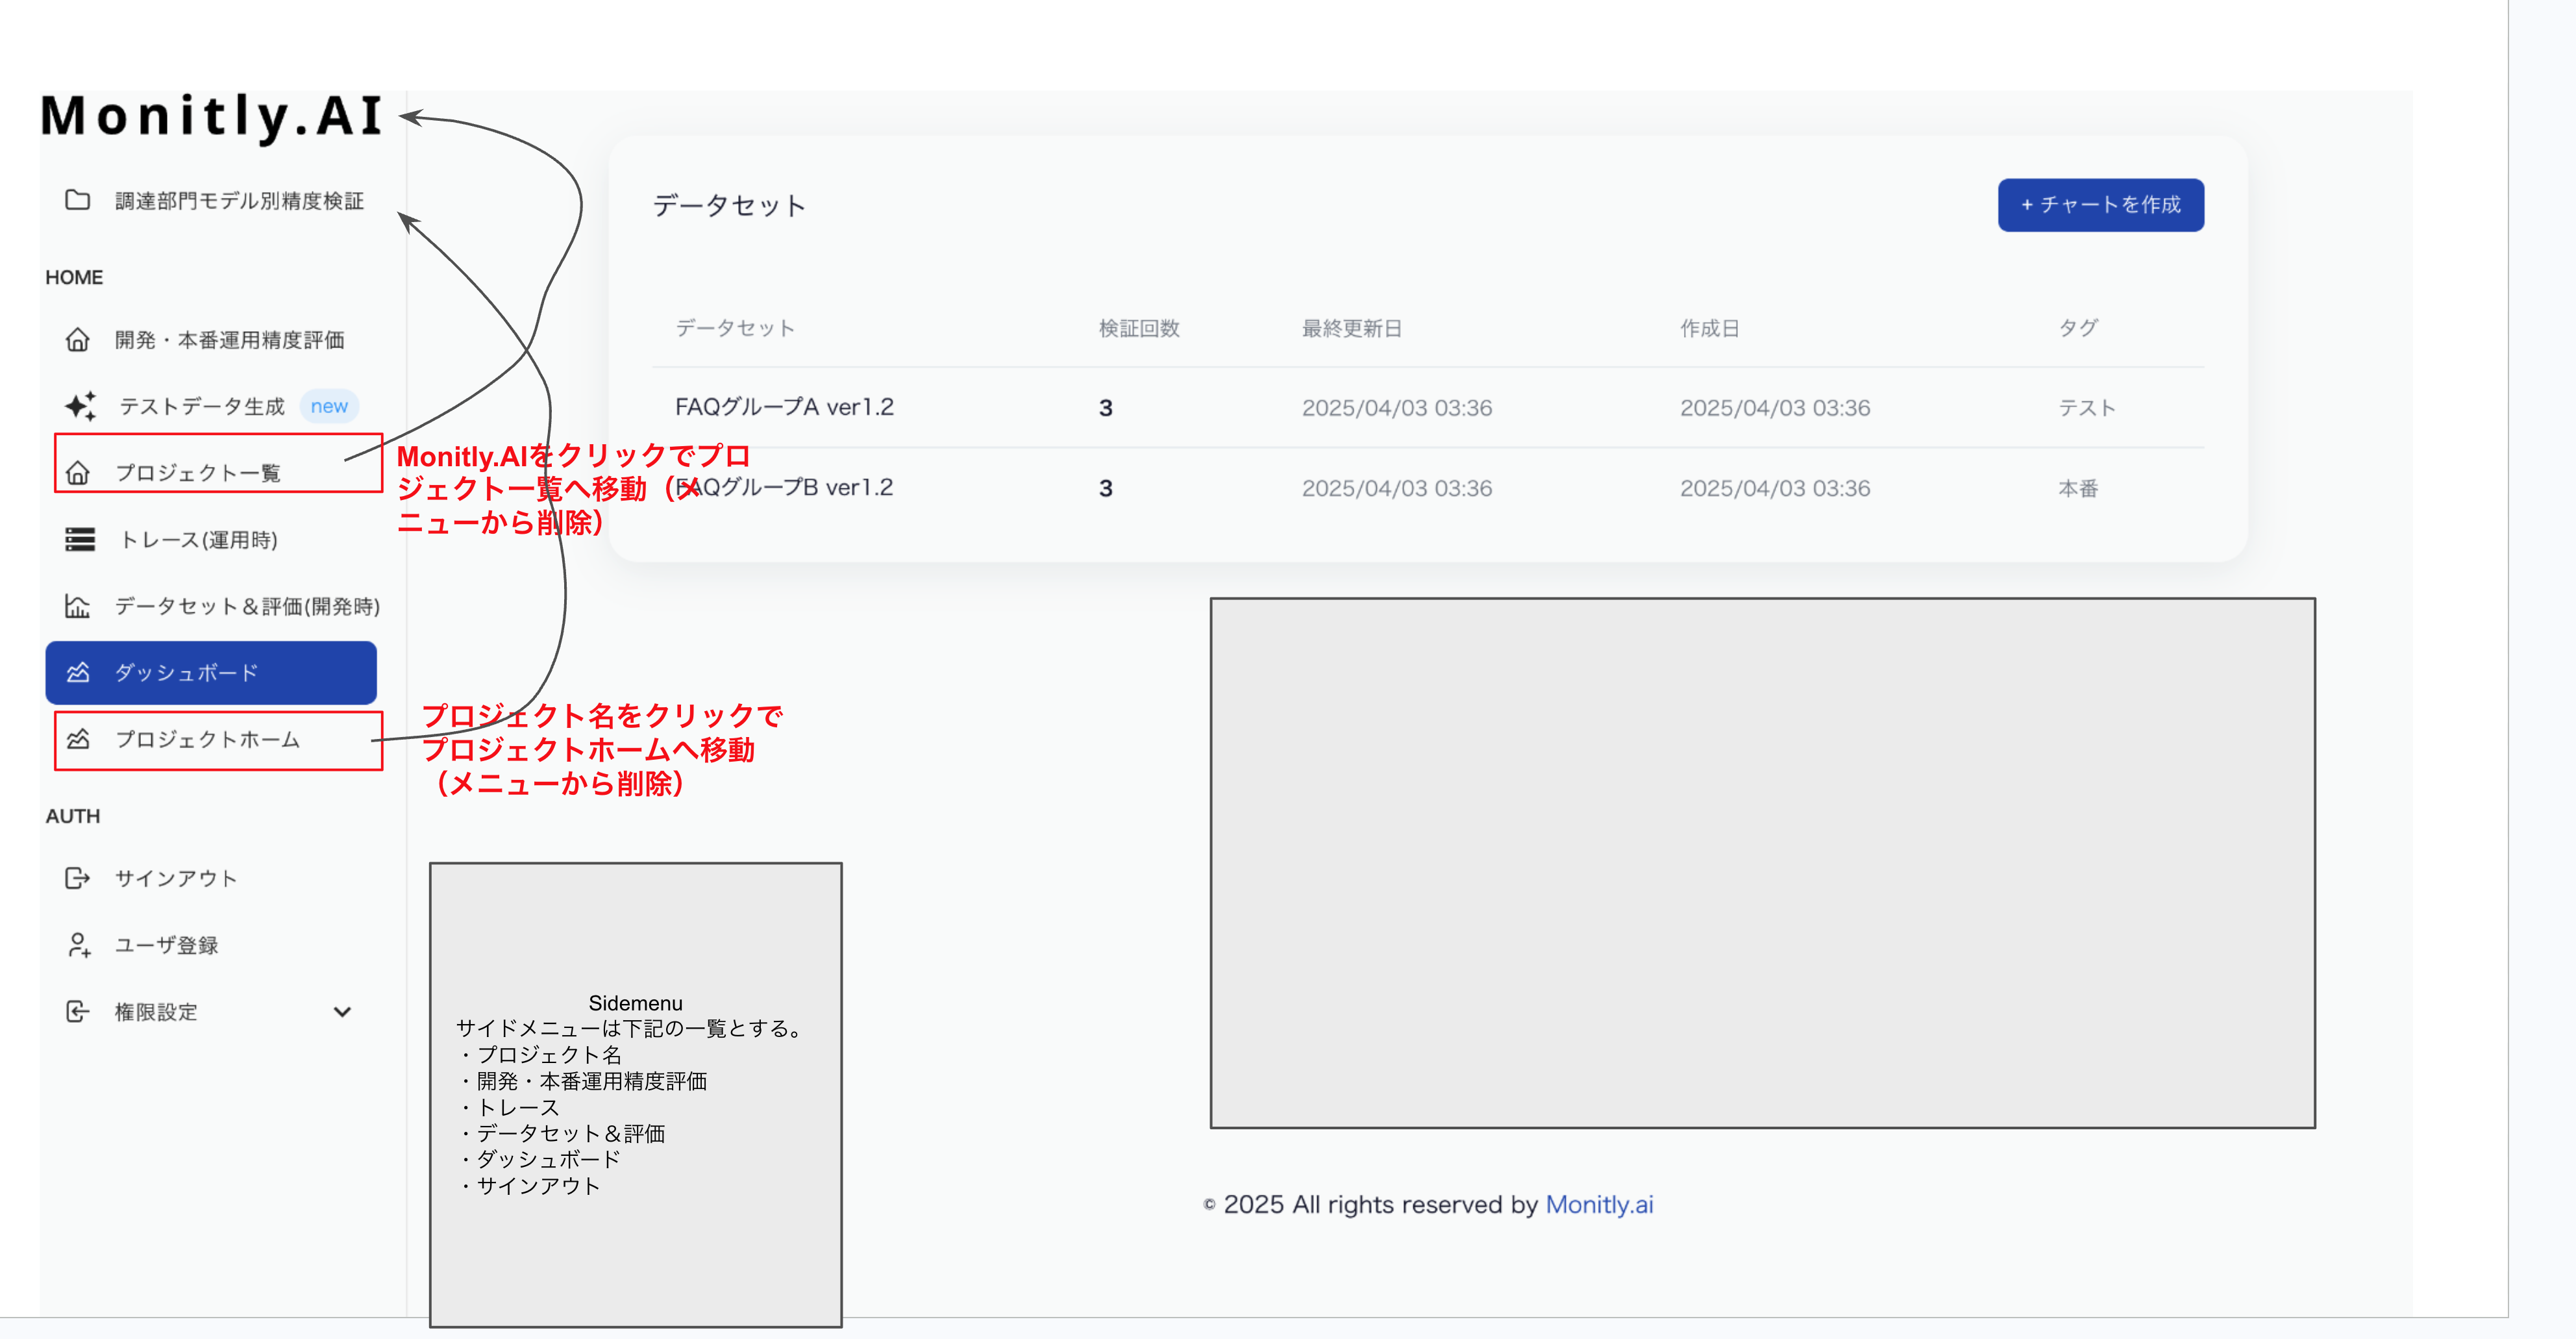 Monitly.AI
調達部門モデル別精度検証
HOME
開発・本番運用精度評価
テストデータ生成 new
プロジェクト一覧
トレース(運用時)
データセット＆評価(開発時)
ダッシュボード
プロジェクトホーム
AUTH
サインアウト
ユーザ登録
権限設定
Monitly.AIをクリックでプロ
ジェクト一覧へ移動（メ
ニューから削除）
プロジェクト名をクリックで
プロジェクトホームへ移動
（メニューから削除）
データセット
+ チャートを作成
データセット 検証回数 最終更新日 作成日 タグ
FAQグループA ver1.2 3 2025/04/03 03:36 2025/04/03 03:36 テスト
FAQグループB ver1.2 3 2025/04/03 03:36 2025/04/03 03:36 本番
Sidemenu
サイドメニューは下記の一覧とする。
・プロジェクト名
・開発・本番運用精度評価
・トレース
・データセット＆評価
・ダッシュボード
・サインアウト
© 2025 All rights reserved by Monitly.ai